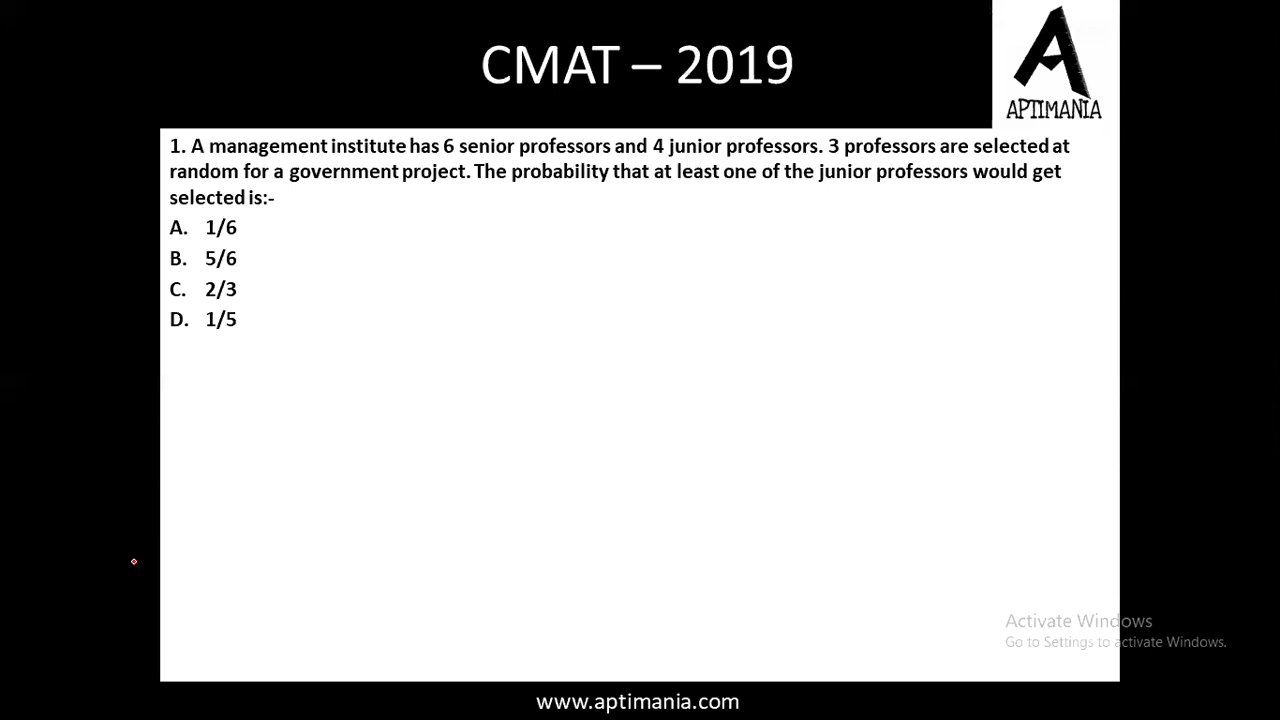 CMAT – 2019
APTIMANIA
1. A management institute has 6 senior professors and 4 junior professors. 3 professors are selected at
random for a government project. The probability that at least one of the junior professors would get
selected is:-
A. 1/6
B. 5/6
C. 2/3
D. 1/5
Activate Windows
Go to Settings to activate Windows.
www.aptimania.com